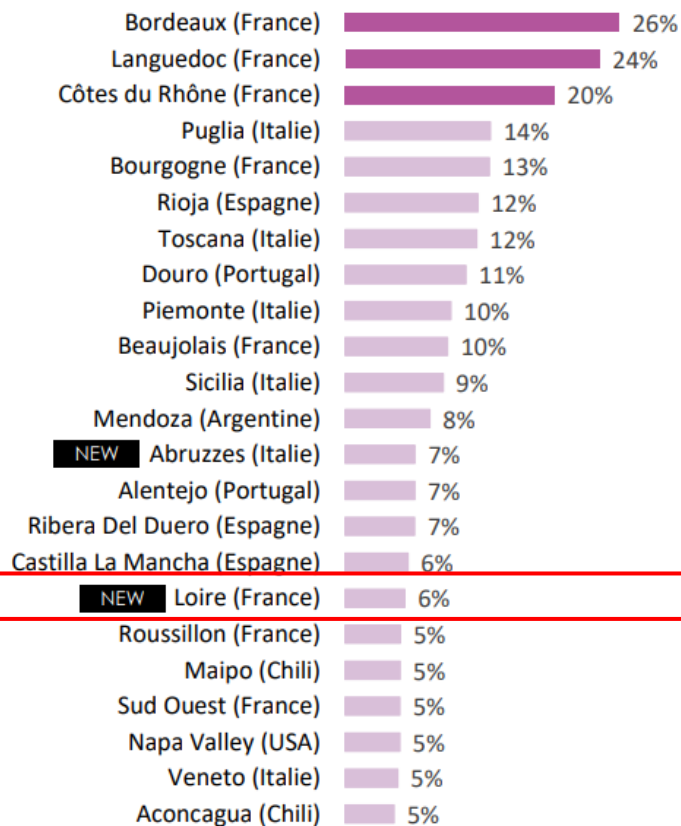 Bordeaux (France) 26%
Languedoc (France) 24%
Côtes du Rhône (France) 20%
Puglia (Italie) 14%
Bourgogne (France) 13%
Rioja (Espagne) 12%
Toscana (Italie) 12%
Douro (Portugal) 11%
Piemonte (Italie) 10%
Beaujolais (France) 10%
Sicilia (Italie) 9%
Mendoza (Argentine) 8%
NEW Abruzzes (Italie) 7%
Alentejo (Portugal) 7%
Ribera Del Duero (Espagne) 7%
Castilla La Mancha (Espagne) 6%
NEW Loire (France) 6%
Roussillon (France) 5%
Maipo (Chili) 5%
Sud Ouest (France) 5%
Napa Valley (USA) 5%
Veneto (Italie) 5%
Aconcagua (Chili) 5%